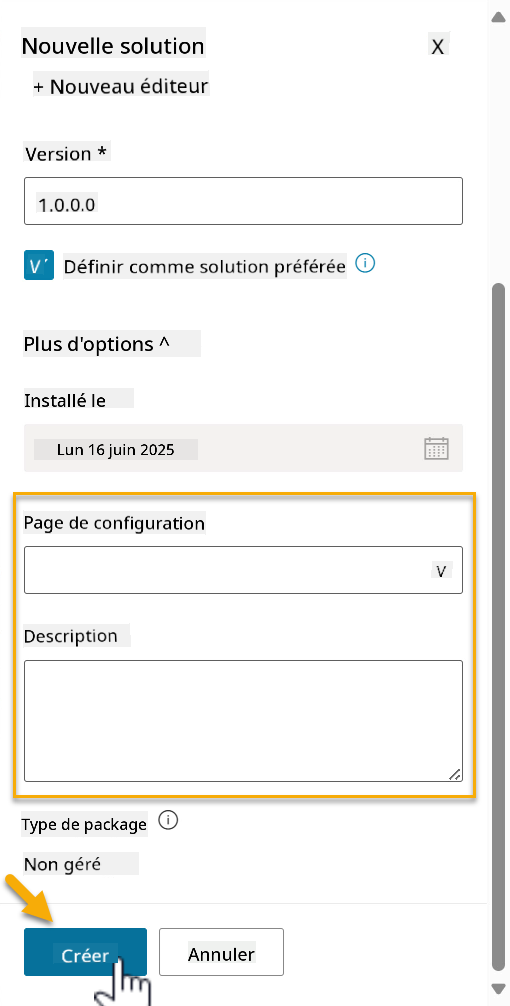 Nouvelle solution X
+ Nouveau éditeur
Version *
1.0.0.0
V Définir comme solution préférée
Plus d'options ^
Installé le
Lun 16 juin 2025
Page de configuration
V
Description
Type de package
Non géré
Créer Annuler